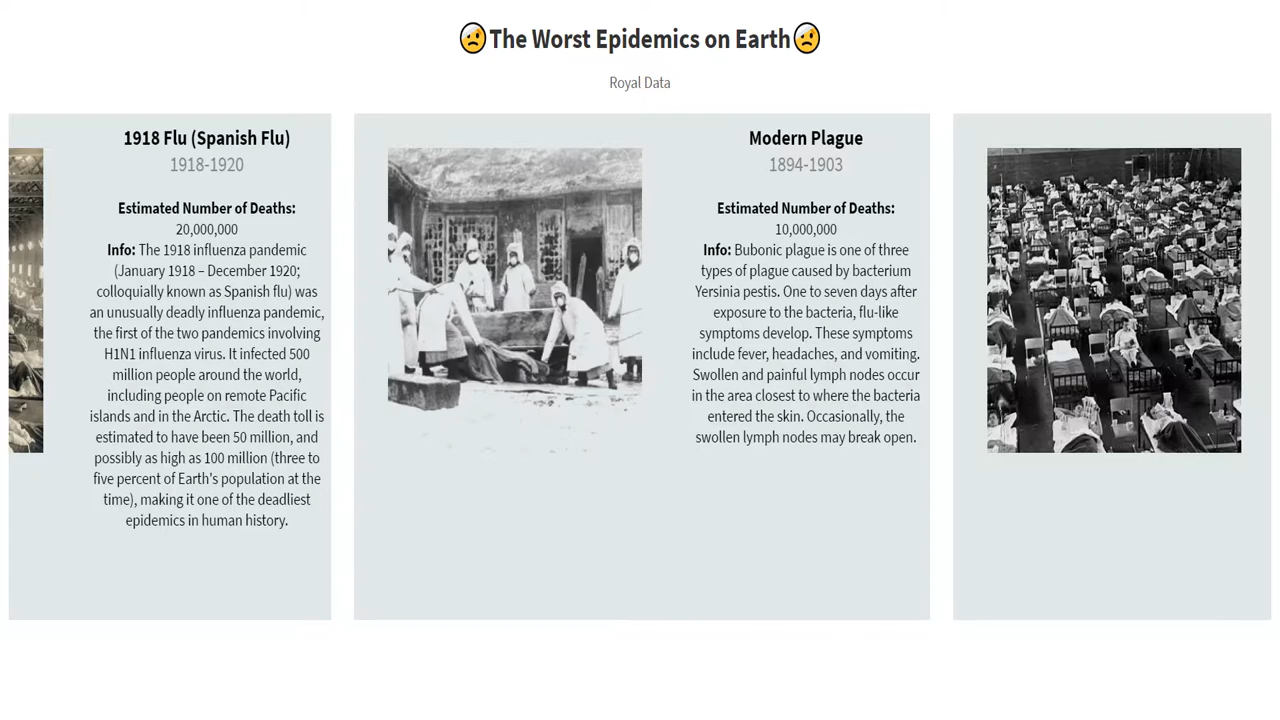 The Worst Epidemics on Earth
Royal Data
1918 Flu (Spanish Flu)
1918-1920
Estimated Number of Deaths:
20,000,000
Info: The 1918 influenza pandemic
(January 1918 – December 1920;
colloquially known as Spanish flu) was
an unusually deadly influenza pandemic,
the first of the two pandemics involving
H1N1 influenza virus. It infected 500
million people around the world,
including people on remote Pacific
islands and in the Arctic. The death toll is
estimated to have been 50 million, and
possibly as high as 100 million (three to
five percent of Earth's population at the
time), making it one of the deadliest
epidemics in human history.
Modern Plague
1894-1903
Estimated Number of Deaths:
10,000,000
Info: Bubonic plague is one of three
types of plague caused by bacterium
Yersinia pestis. One to seven days after
exposure to the bacteria, flu-like
symptoms develop. These symptoms
include fever, headaches, and vomiting.
Swollen and painful lymph nodes occur
in the area closest to where the bacteria
entered the skin. Occasionally, the
swollen lymph nodes may break open.